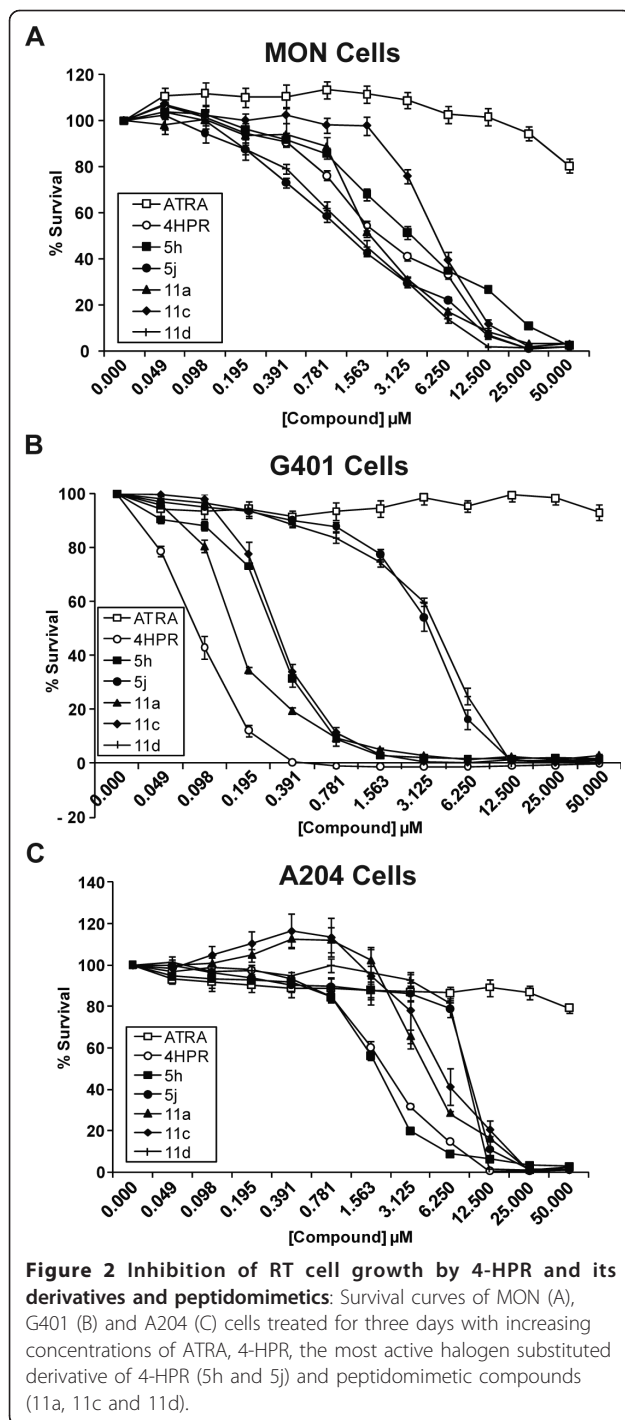 A
MON Cells
120
100
80
60
40
20
0
% Survival
ATRA
4HPR
5h
5j
11a
11c
11d
0.000 0.049 0.098 0.195 0.391 0.781 1.563 3.125 6.250 12.500 25.000 50.000
[Compound] µM
B
G401 Cells
100
80
60
40
20
0
- 20
% Survival
ATRA
4HPR
5h
5j
11a
11c
11d
0.000 0.049 0.098 0.195 0.391 0.781 1.563 3.125 6.250 12.500 25.000 50.000
[Compound] µM
C
A204 Cells
140
120
100
80
60
40
20
0
% Survival
ATRA
4HPR
5h
5j
11a
11c
11d
0.000 0.049 0.098 0.195 0.391 0.781 1.563 3.125 6.250 12.500 25.000 50.000
[Compound] µM
Figure 2 Inhibition of RT cell growth by 4-HPR and its
derivatives and peptidomimetics: Survival curves of MON (A),
G401 (B) and A204 (C) cells treated for three days with increasing
concentrations of ATRA, 4-HPR, the most active halogen substituted
derivative of 4-HPR (5h and 5j) and peptidomimetic compounds
(11a, 11c and 11d).